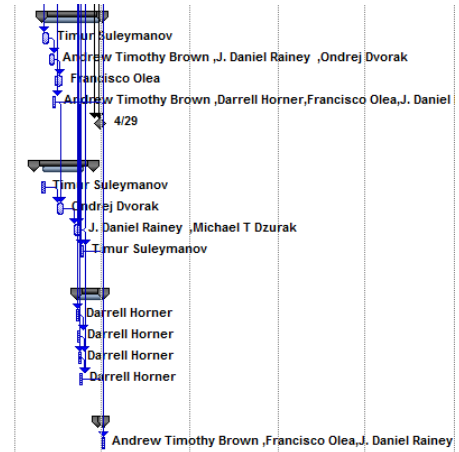 Timur Suleymanov
Andrew Timothy Brown ,J. Daniel Rainey ,Ondrej Dvorak
Francisco Olea
Andrew Timothy Brown ,Darrell Horner,Francisco Olea,J. Daniel
4/29
Timur Suleymanov
Ondrej Dvorak
J. Daniel Rainey ,Michael T Dzurak
Timur Suleymanov
Darrell Horner
Darrell Horner
Darrell Horner
Darrell Horner
Andrew Timothy Brown ,Francisco Olea,J. Daniel Rainey